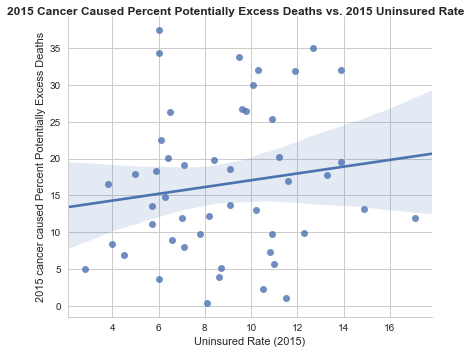 2015 Cancer Caused Percent Potentially Excess Deaths vs. 2015 Uninsured Rate
2015 cancer caused Percent Potentially Excess Deaths
35
30
25
20
15
10
5
0
4 6 8 10 12 14 16
Uninsured Rate (2015)